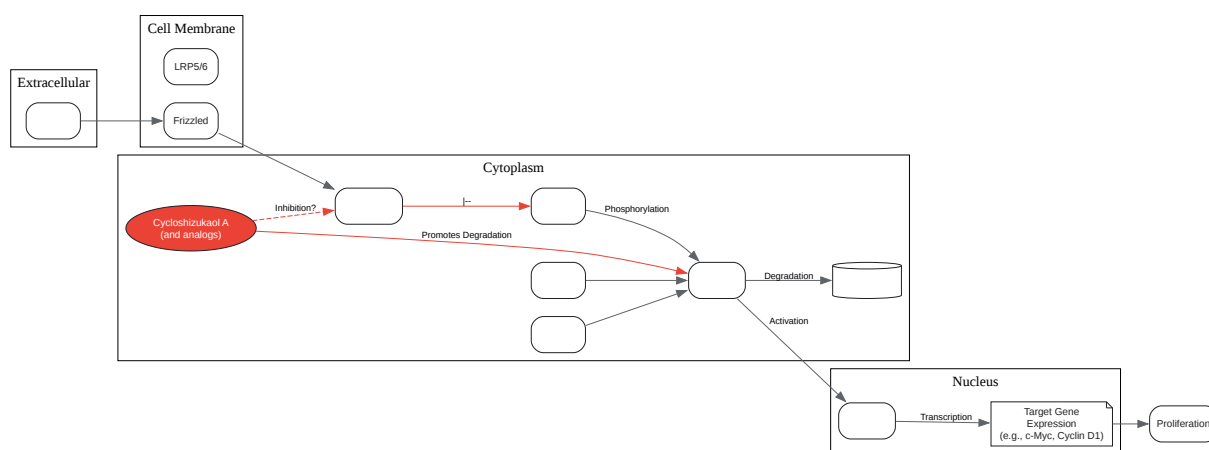 Cell Membrane
LRP5/6
Extracellular
Frizzled
Cytoplasm
Cycloshizukaol A
(and analogs)
Inhibition?
|--
Phosphorylation
Promotes Degradation
Degradation
Activation
Nucleus
Transcription
Target Gene
Expression
(e.g., c-Myc, Cyclin D1)
Proliferation